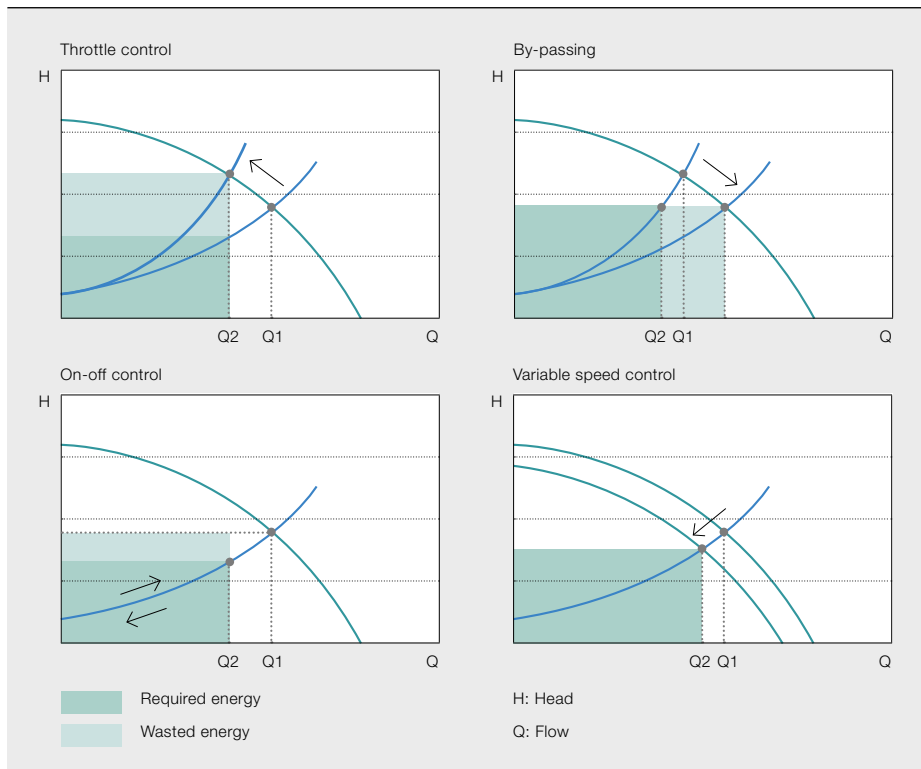 Throttle control
H
Q2 Q1 Q
By-passing
H
Q2 Q1 Q
On-off control
H
Q2 Q1 Q
Variable speed control
H
Q2 Q1 Q
Required energy
Wasted energy
H: Head
Q: Flow